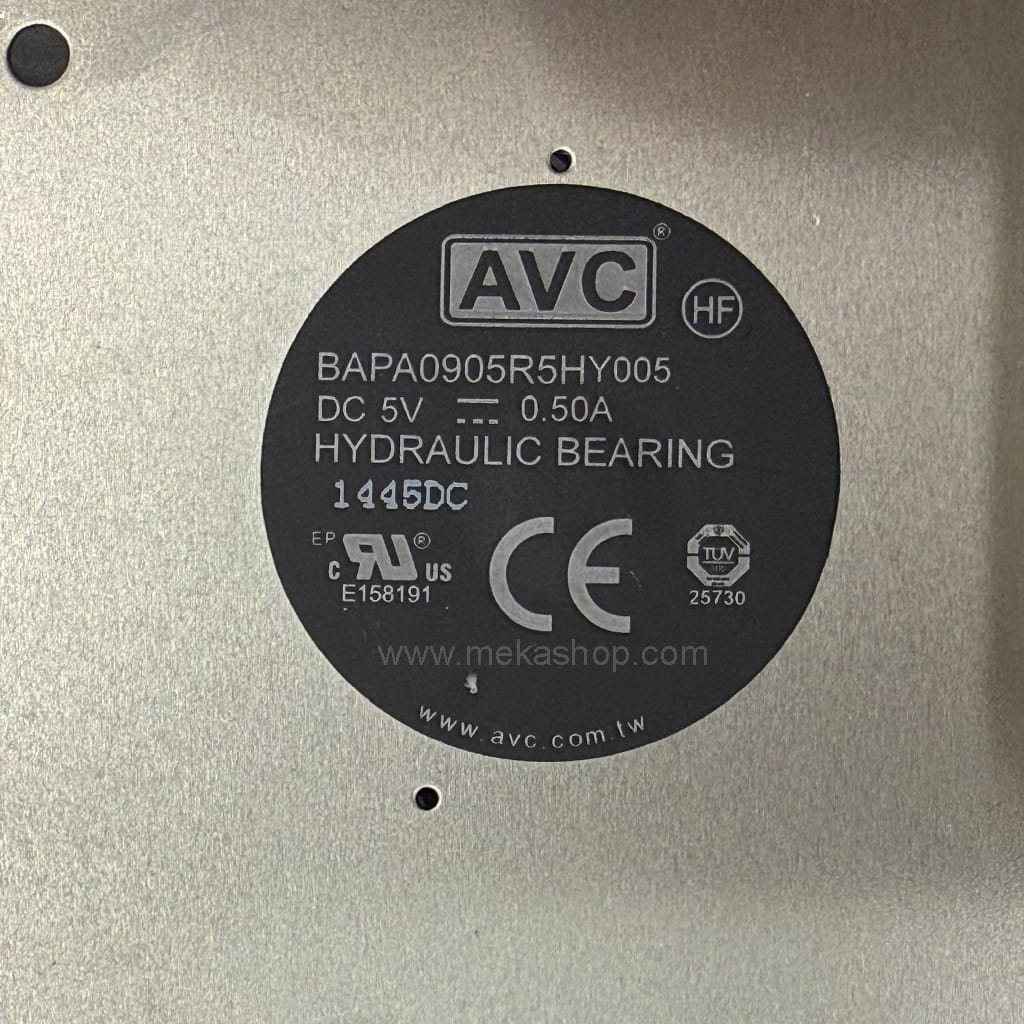 AVC®
HF
BAPA0905R5HY005
DC 5V ⎓ 0.50A
HYDRAULIC BEARING
1445DC
EP
c RU® US
E158191
CE
TÜV
25730
www.mekashop.com
www.avc.com.tw